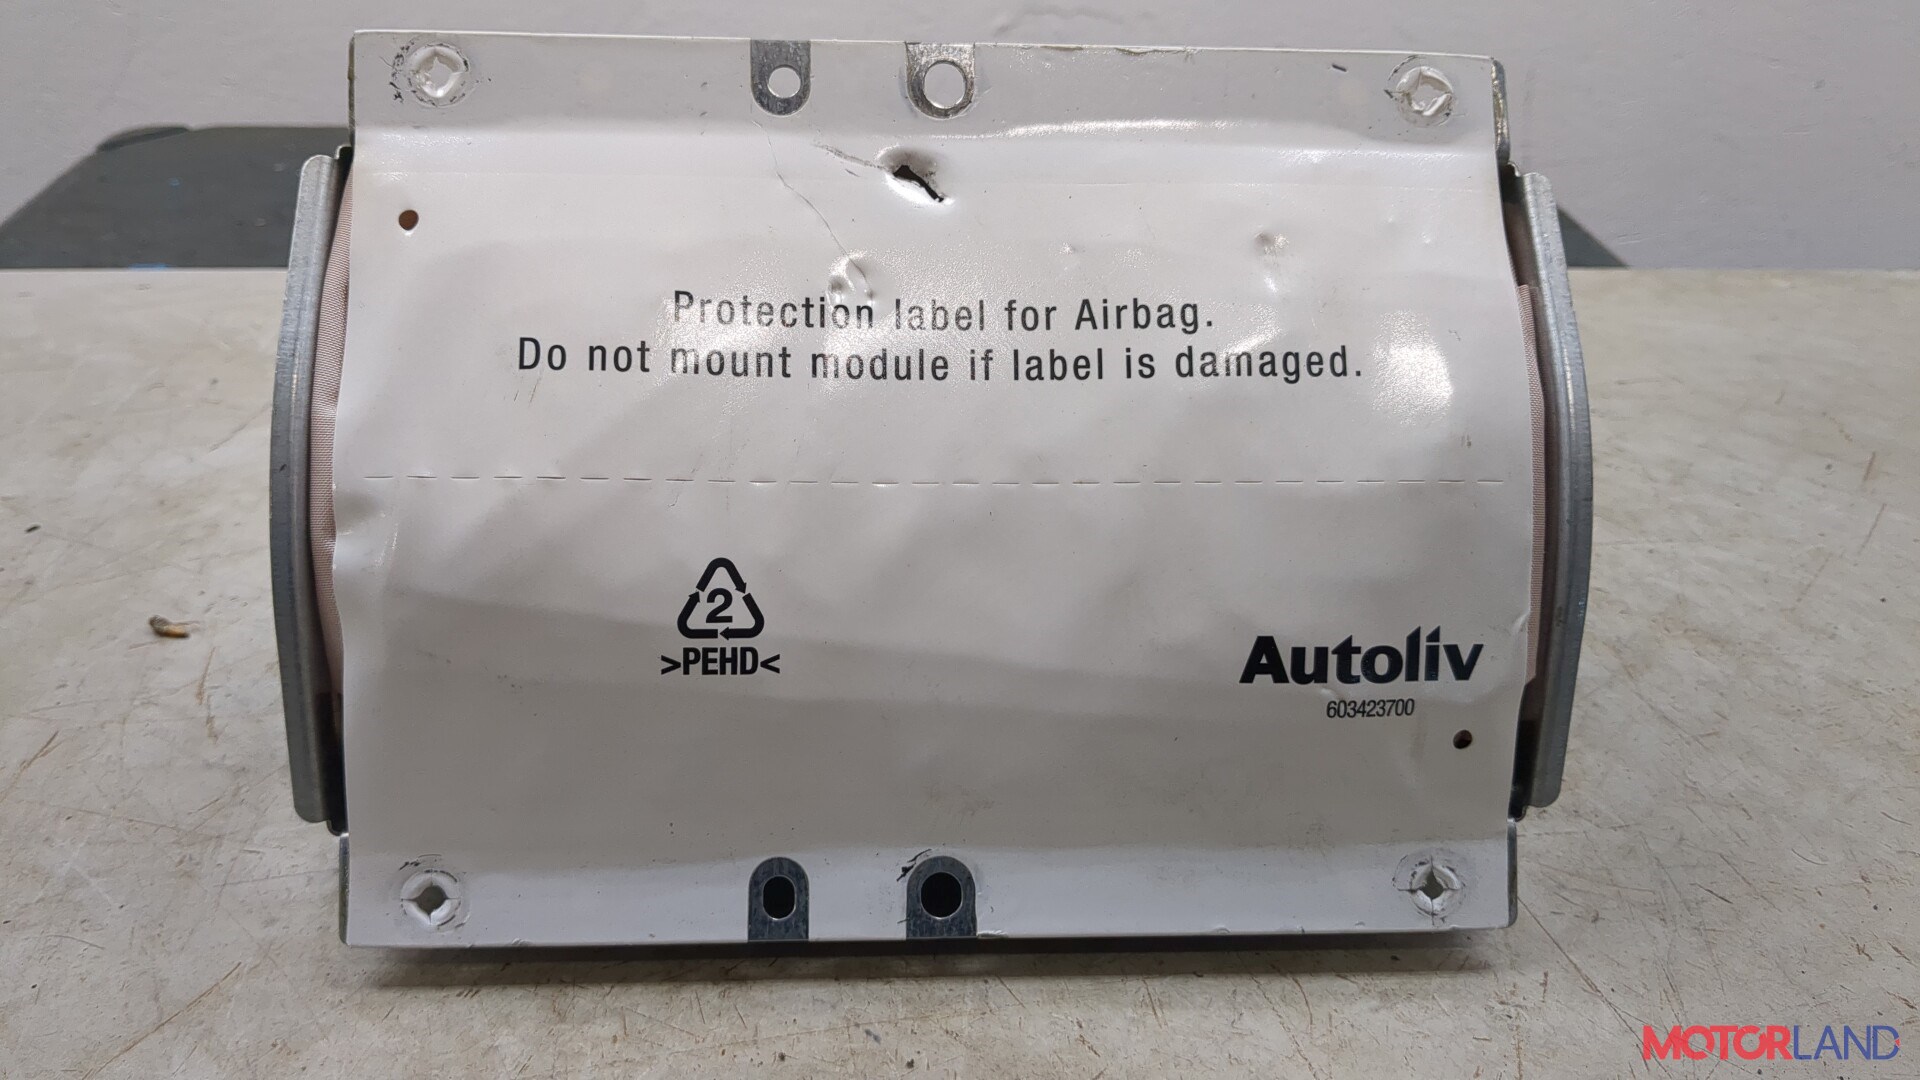 Protection label for Airbag.
Do not mount module if label is damaged.
2
>PEHD<
Autoliv
603423700
MOTORLAND